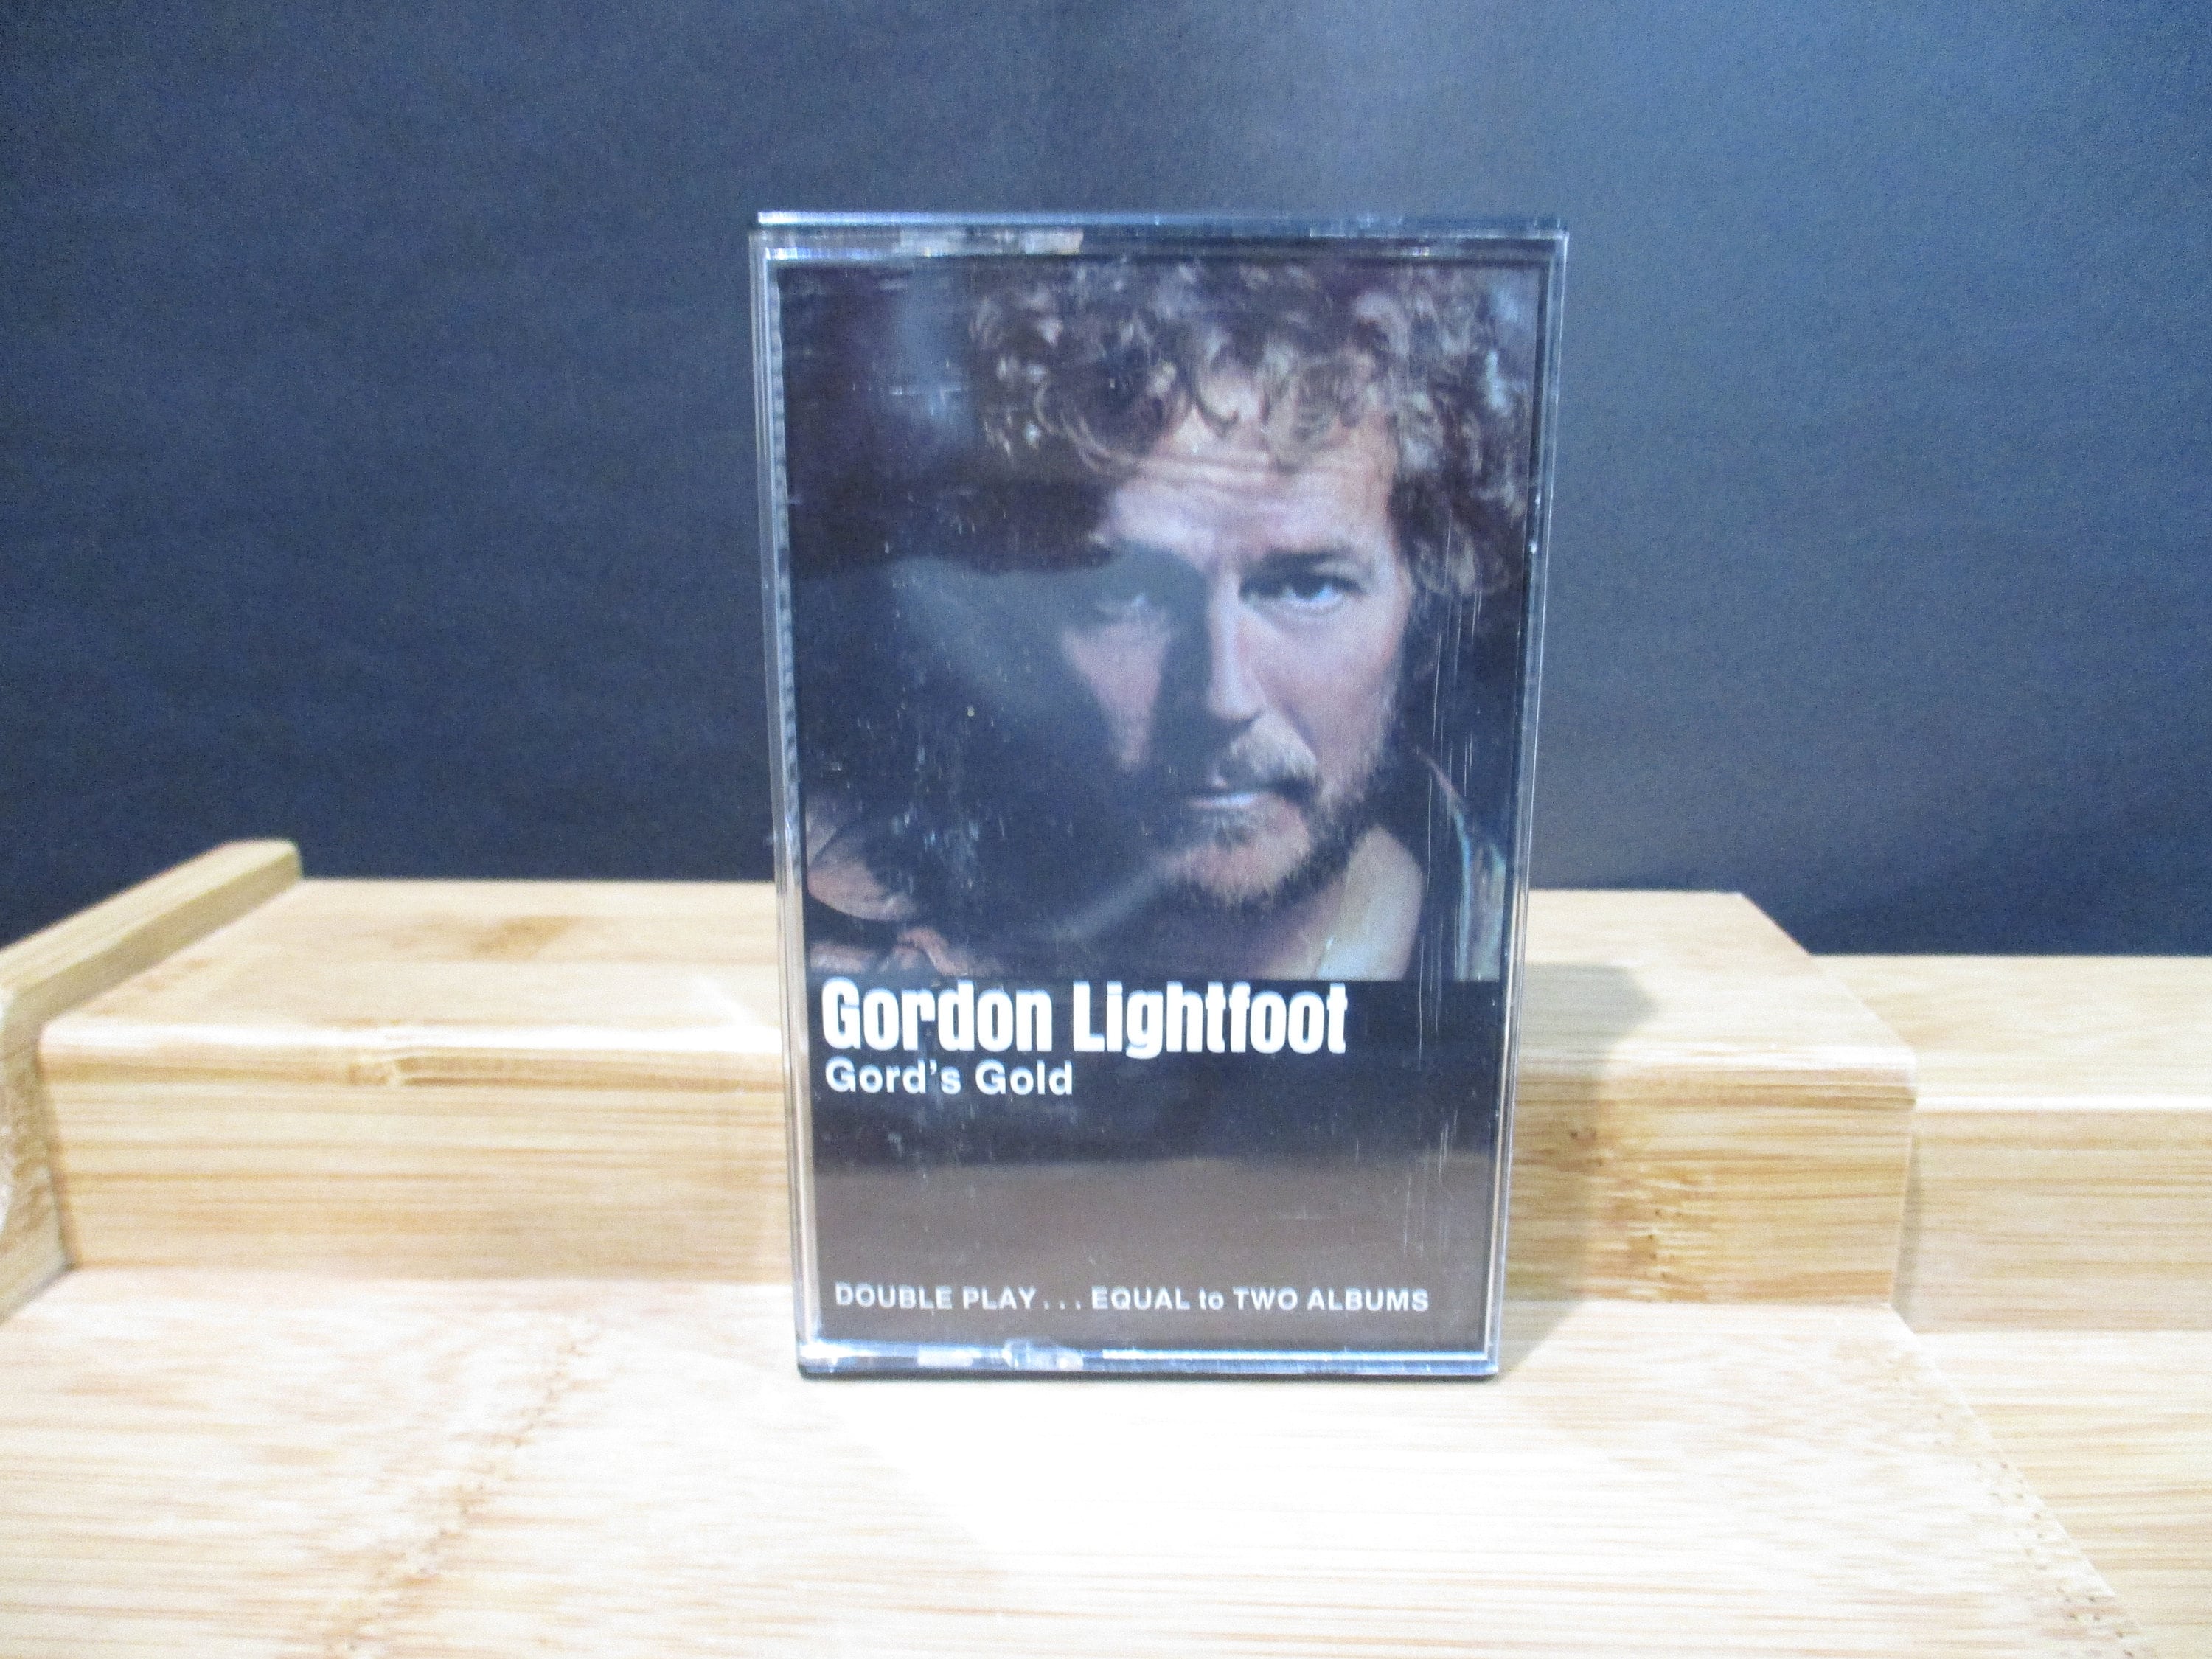 Gordon Lightfoot
Gord's Gold
DOUBLE PLAY... EQUAL to TWO ALBUMS